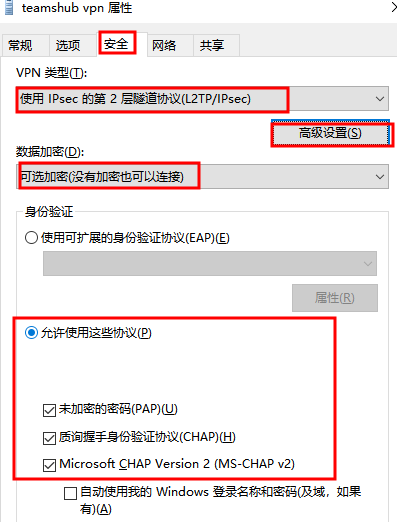 teamshub vpn 属性
常规 选项 安全 网络 共享
VPN 类型(T):
使用 IPsec 的第 2 层隧道协议(L2TP/IPsec)
高级设置(S)
数据加密(D):
可选加密(没有加密也可以连接)
身份验证
使用可扩展的身份验证协议(EAP)(E)
属性(R)
允许使用这些协议(P)
未加密的密码(PAP)(U)
质询握手身份验证协议(CHAP)(H)
Microsoft CHAP Version 2 (MS-CHAP v2)
自动使用我的 Windows 登录名称和密码(及域，如果
有)(A)